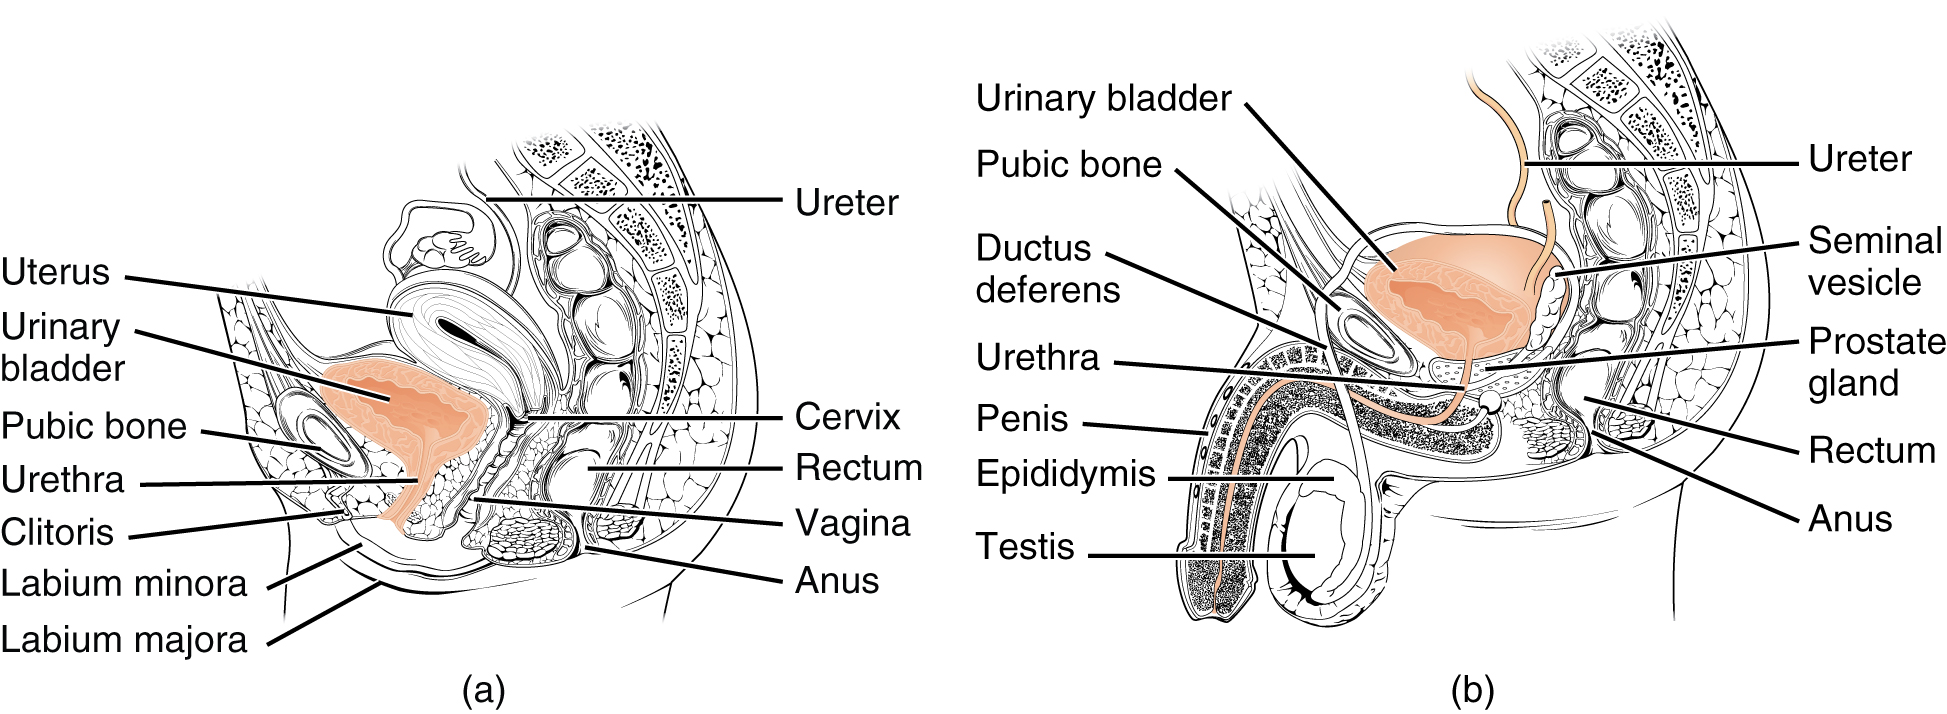 Uterus
Urinary
bladder
Pubic bone
Urethra
Clitoris
Labium minora
Labium majora
Ureter
Cervix
Rectum
Vagina
Anus
(a)
Urinary bladder
Pubic bone
Ductus
deferens
Urethra
Penis
Epididymis
Testis
Ureter
Seminal
vesicle
Prostate
gland
Rectum
Anus
(b)